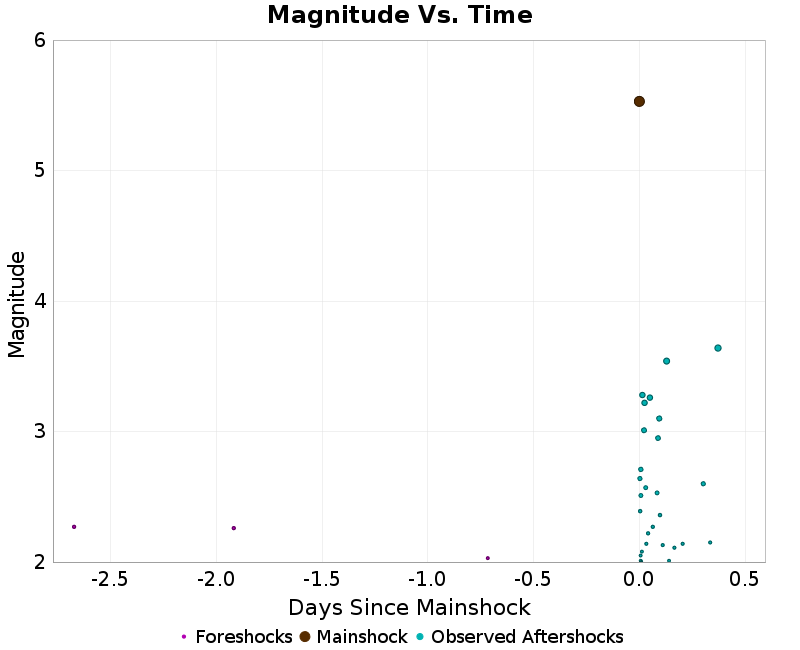 Magnitude Vs. Time
6
5
4
3
2
Magnitude
-2.5 -2.0 -1.5 -1.0 -0.5 0.0 0.5
Days Since Mainshock
Foreshocks Mainshock Observed Aftershocks